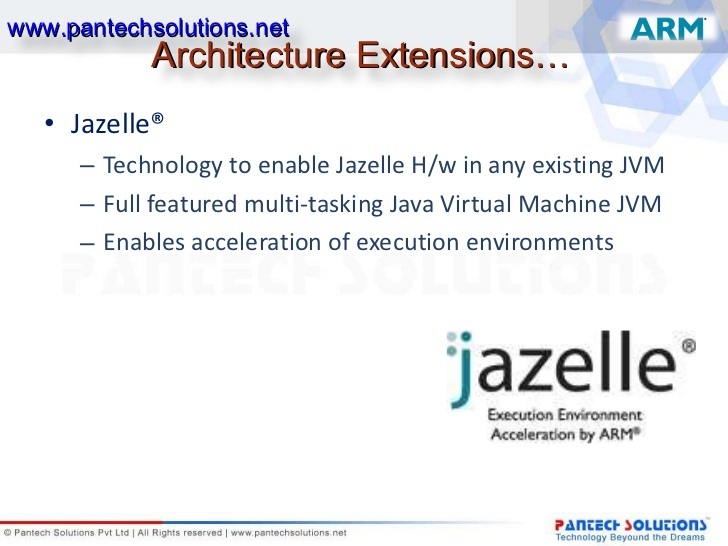 www.pantechsolutions.net
ARM®
Architecture Extensions…
• Jazelle®
– Technology to enable Jazelle H/w in any existing JVM
– Full featured multi-tasking Java Virtual Machine JVM
– Enables acceleration of execution environments
PANTECH SOLUTIONS
jazelle®
Execution Environment
Acceleration by ARM®
© Pantech Solutions Pvt Ltd | All Rights reserved | www.pantechsolutions.net
PANTECH SOLUTIONS™
Technology Beyound the Dreams